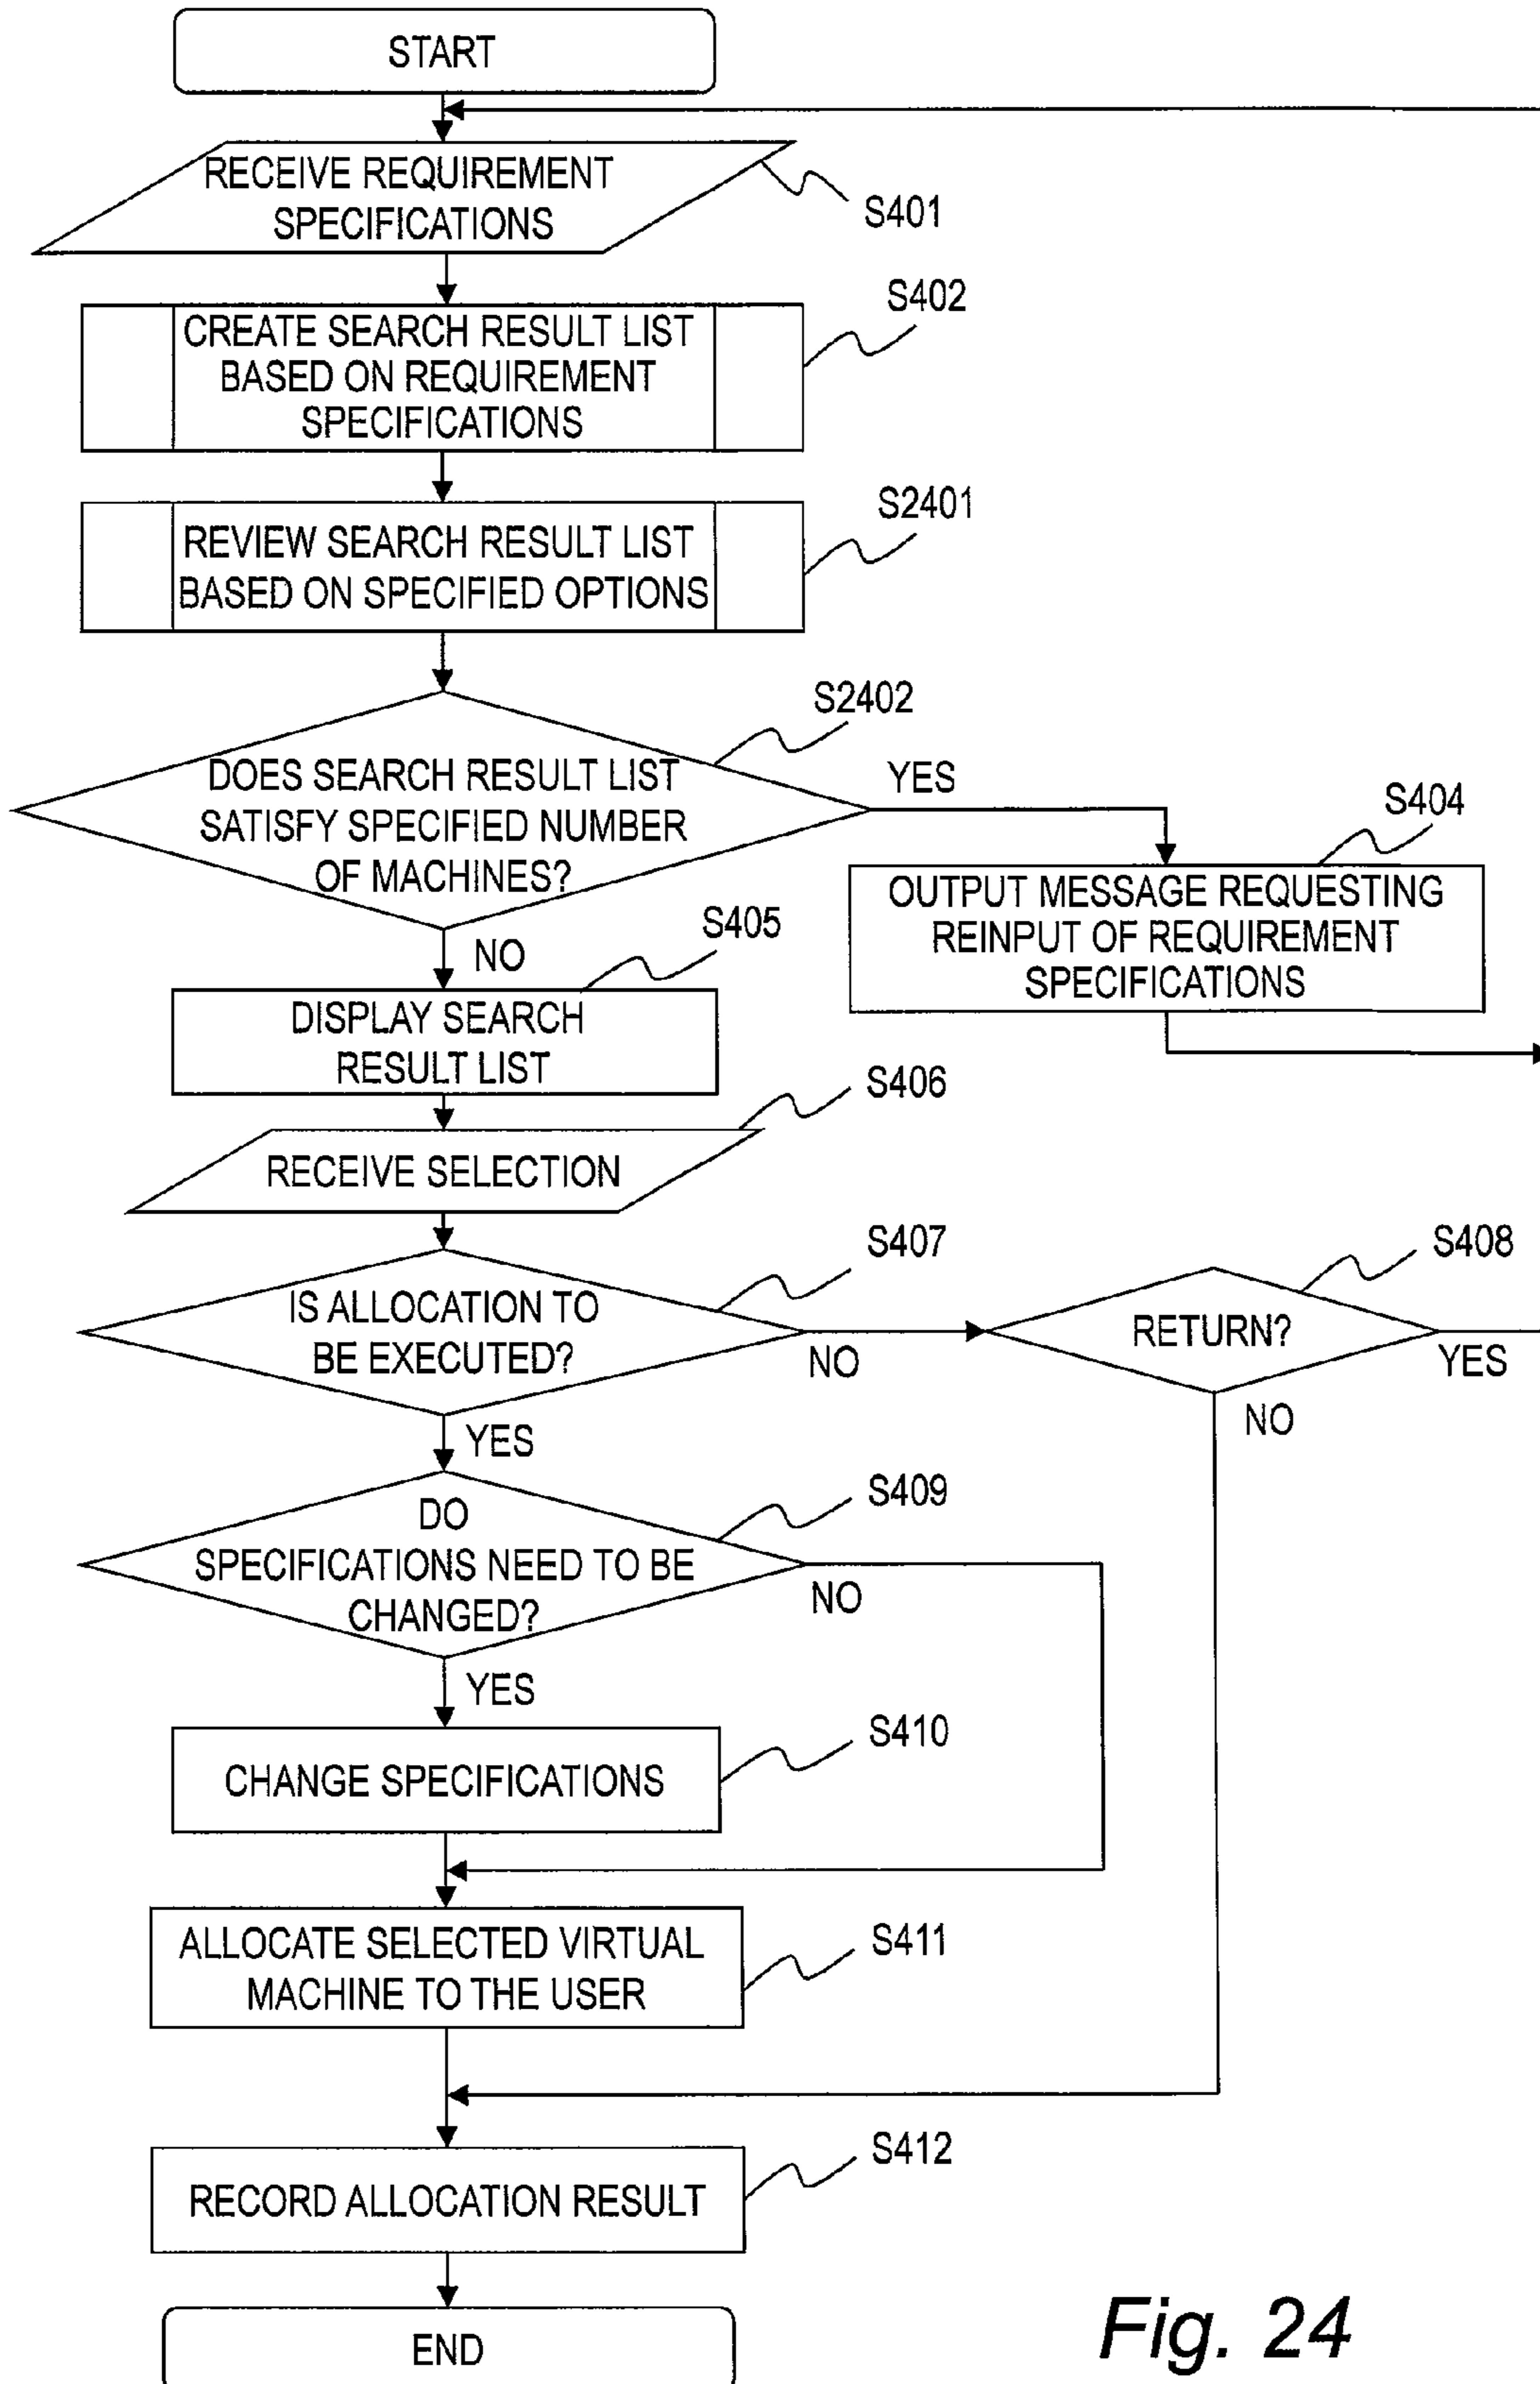 START
RECEIVE REQUIREMENT
SPECIFICATIONS
S401
S402
CREATE SEARCH RESULT LIST
BASED ON REQUIREMENT
SPECIFICATIONS
S2401
REVIEW SEARCH RESULT LIST
BASED ON SPECIFIED OPTIONS
S2402
DOES SEARCH RESULT LIST
SATISFY SPECIFIED NUMBER
OF MACHINES?
YES
S404
OUTPUT MESSAGE REQUESTING
REINPUT OF REQUIREMENT
SPECIFICATIONS
NO
S405
DISPLAY SEARCH
RESULT LIST
S406
RECEIVE SELECTION
S407
IS ALLOCATION TO
BE EXECUTED?
NO
S408
RETURN?
YES
NO
YES
S409
DO
SPECIFICATIONS NEED TO BE
CHANGED?
NO
YES
S410
CHANGE SPECIFICATIONS
S411
ALLOCATE SELECTED VIRTUAL
MACHINE TO THE USER
S412
RECORD ALLOCATION RESULT
END
Fig. 24